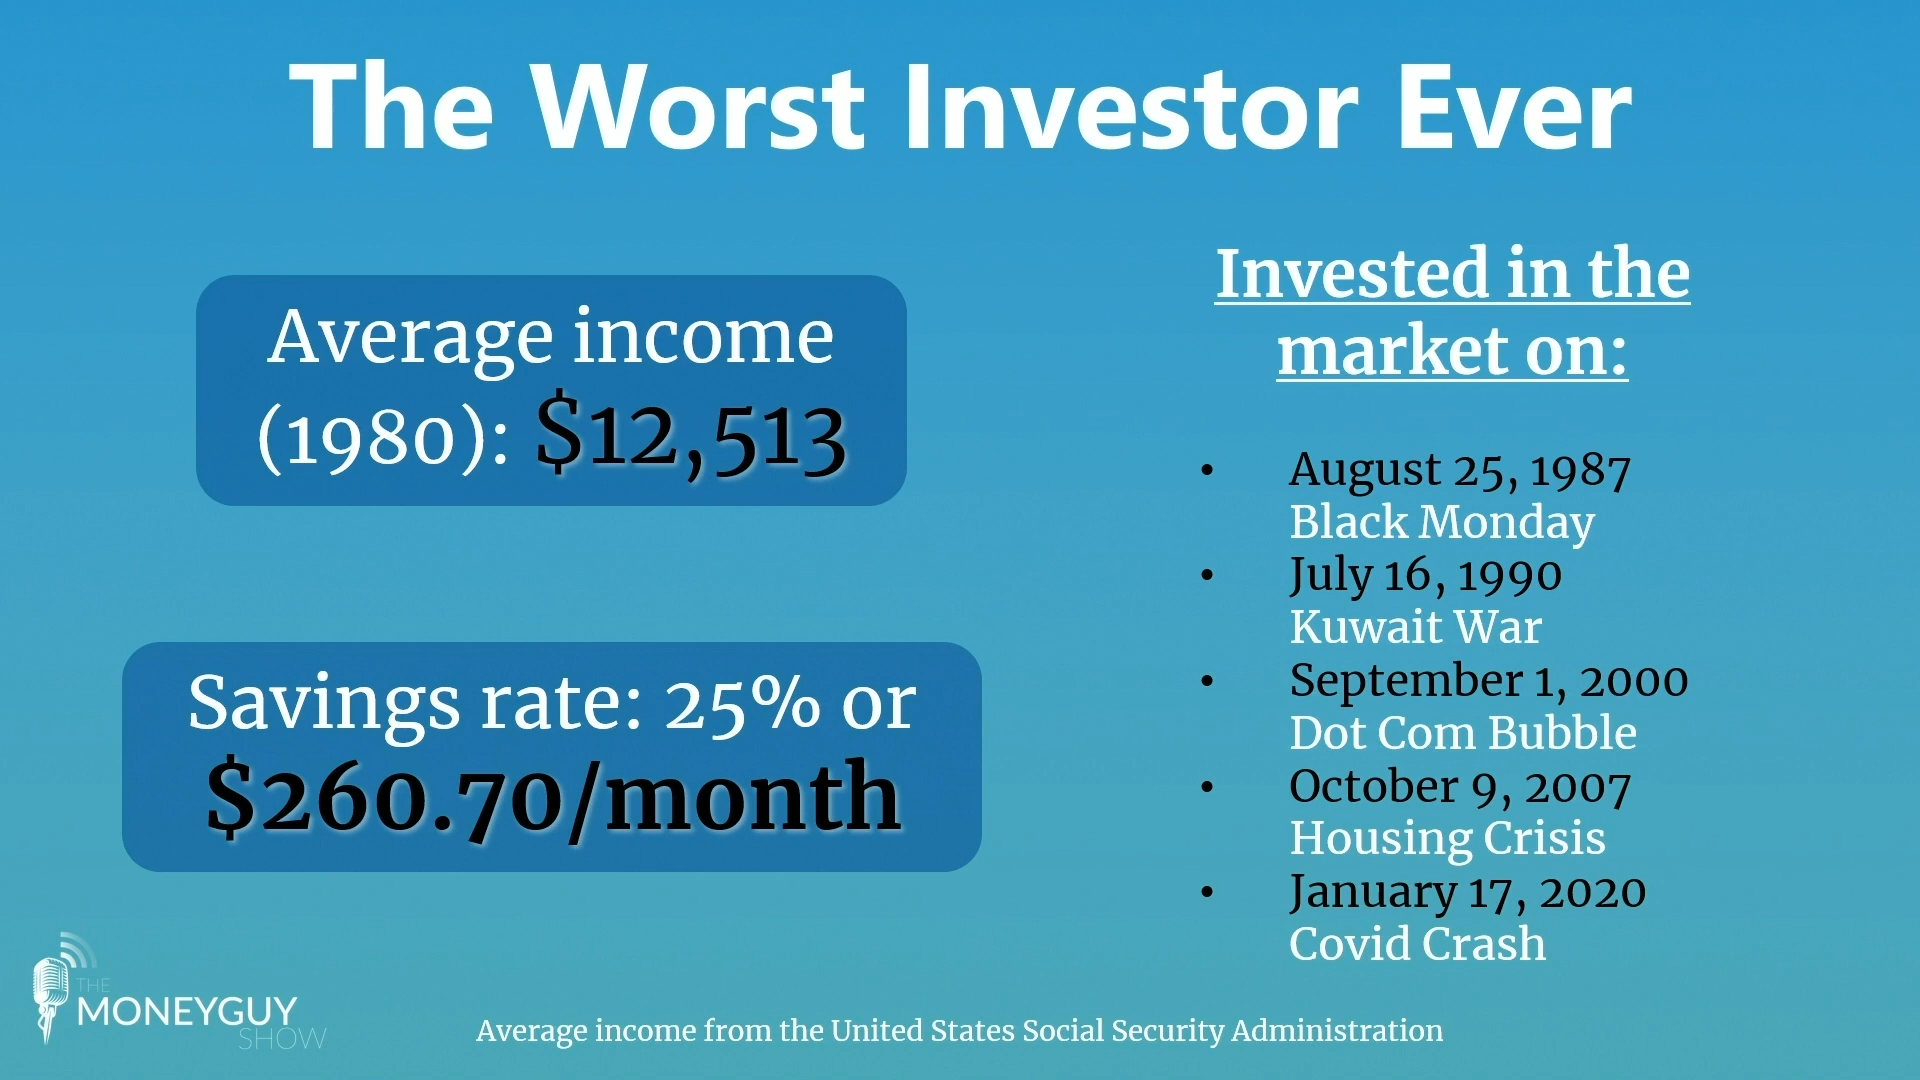 The Worst Investor Ever
Average income
(1980): $12,513
Savings rate: 25% or
$260.70/month
Invested in the
market on:
• August 25, 1987
Black Monday
• July 16, 1990
Kuwait War
• September 1, 2000
Dot Com Bubble
• October 9, 2007
Housing Crisis
• January 17, 2020
Covid Crash
THE
MONEYGUY
SHOW
Average income from the United States Social Security Administration